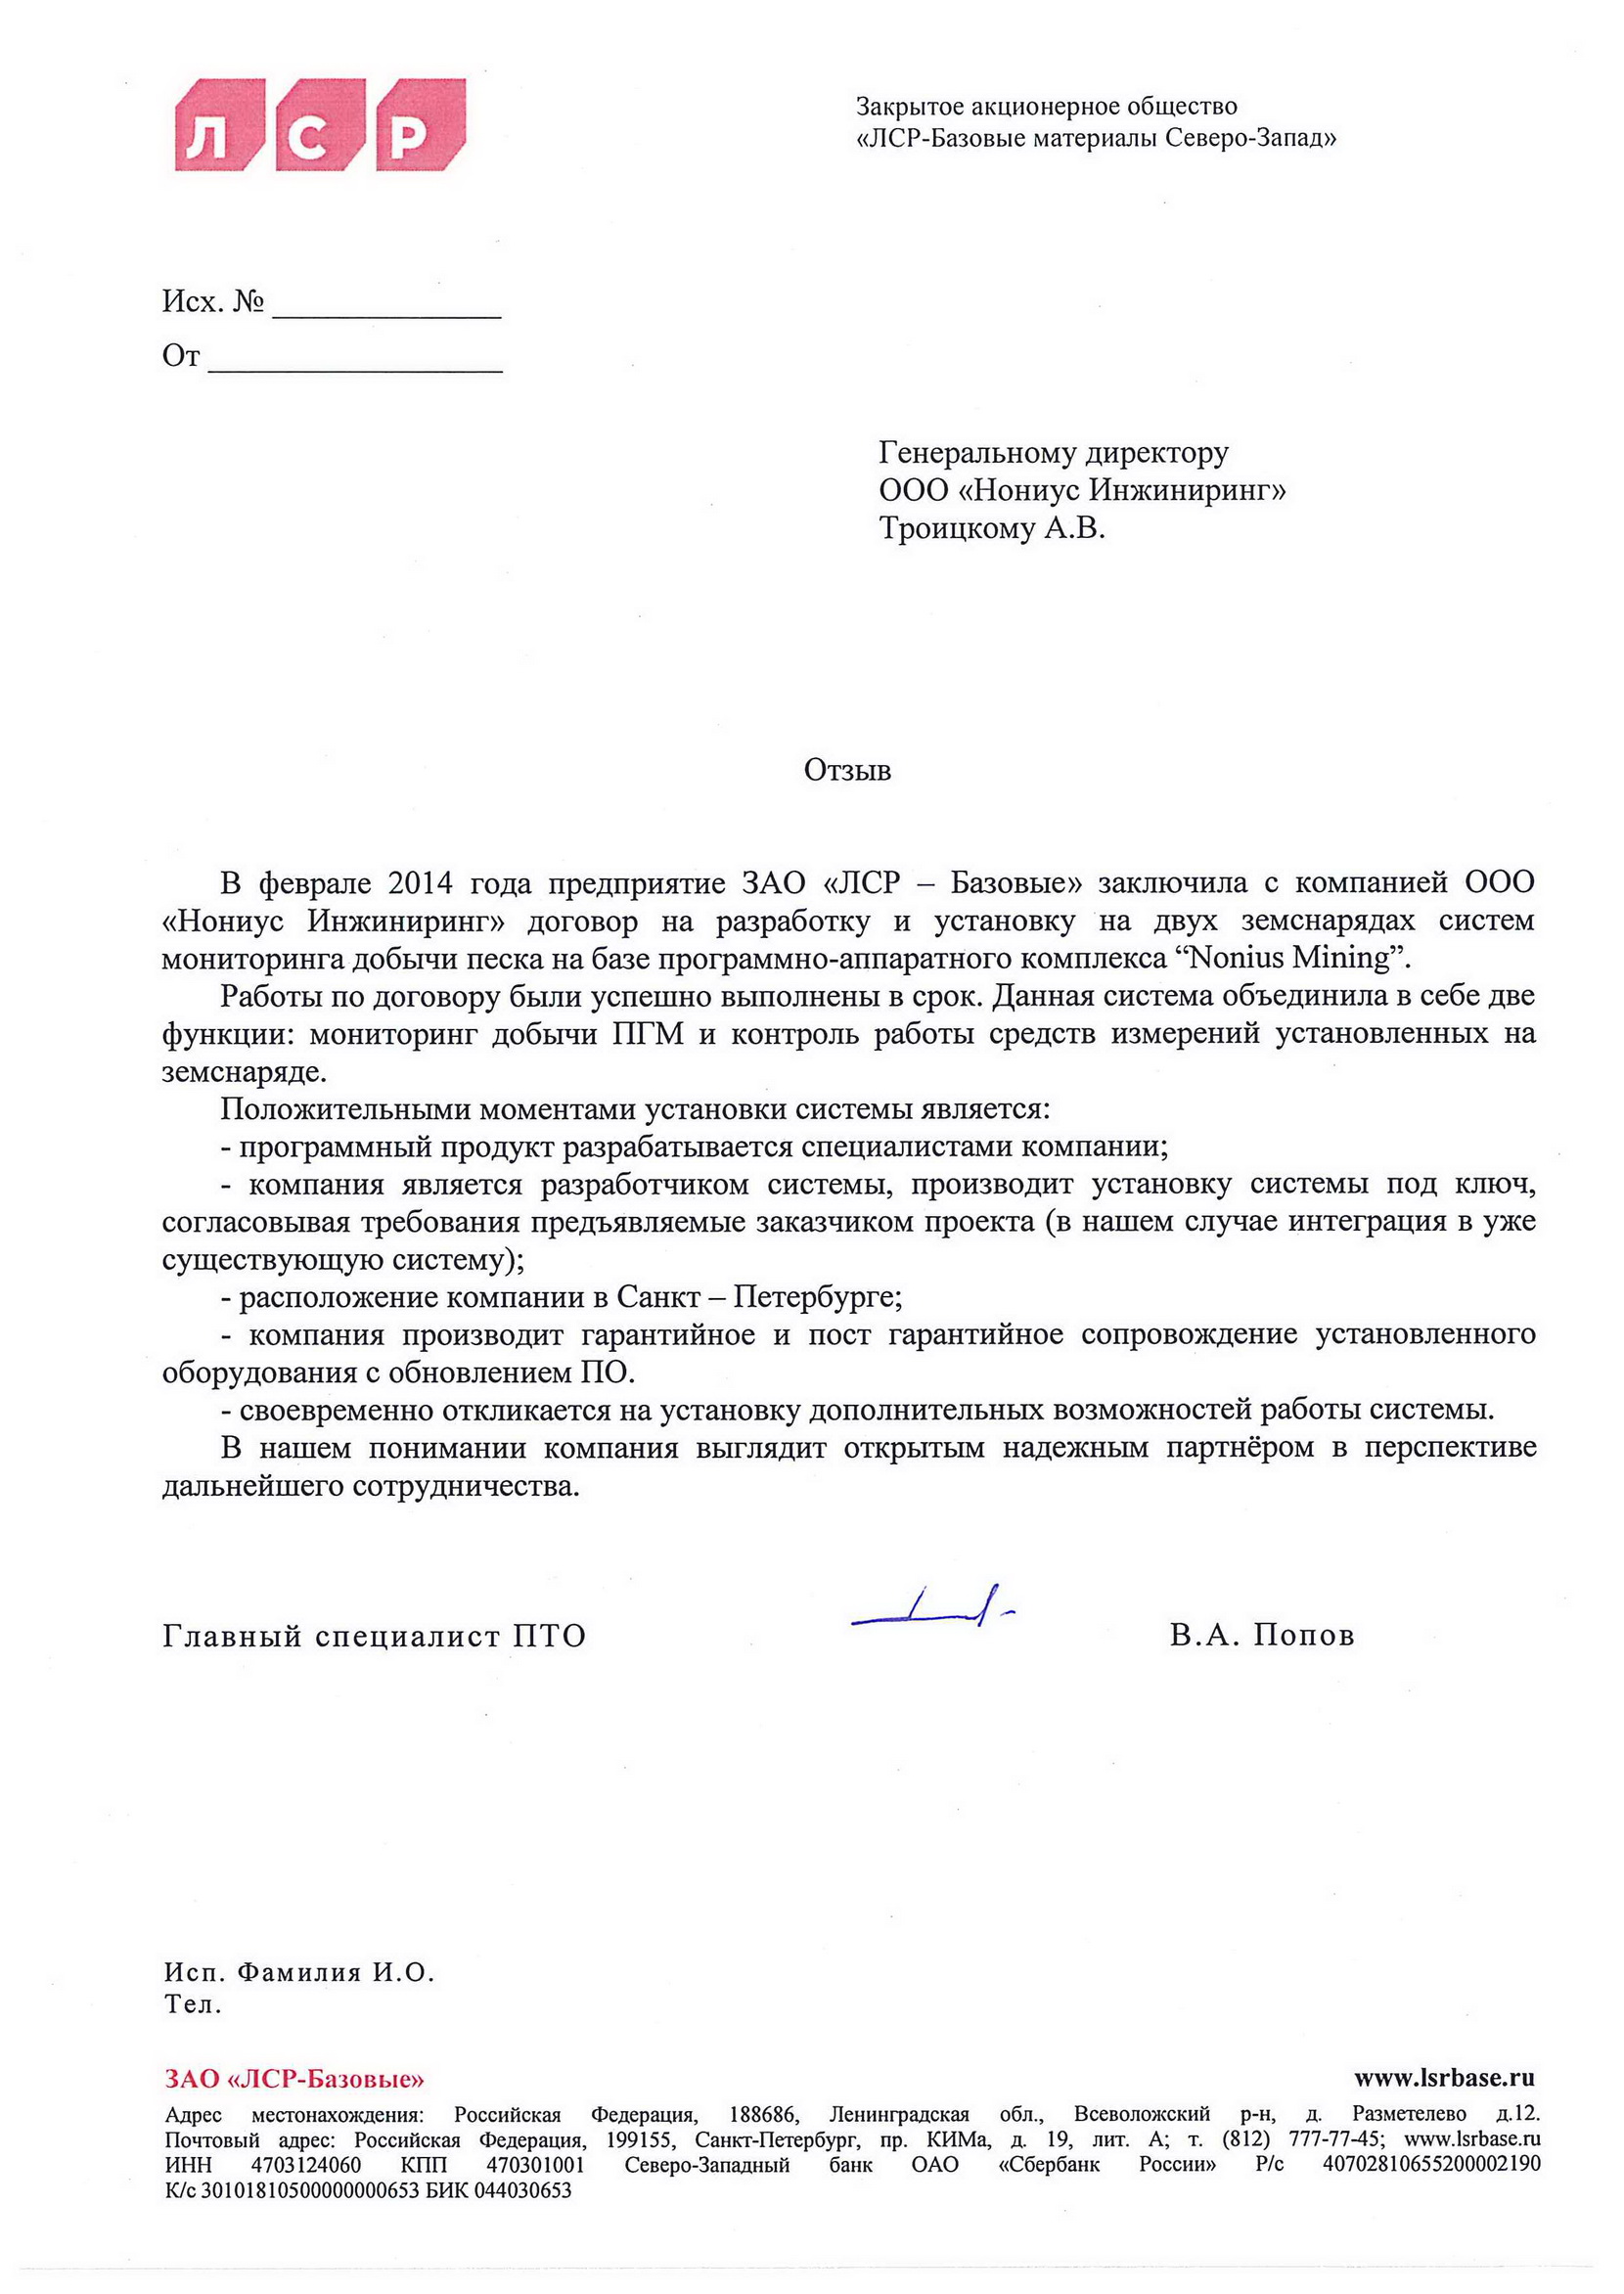 ЛСР
Закрытое акционерное общество
«ЛСР-Базовые материалы Северо-Запад»
Исх. № ______________
От __________________
Генеральному директору
ООО «Нониус Инжиниринг»
Троицкому А.В.
Отзыв
В феврале 2014 года предприятие ЗАО «ЛСР – Базовые» заключила с компанией ООО
«Нониус Инжиниринг» договор на разработку и установку на двух земснарядах систем
мониторинга добычи песка на базе программно-аппаратного комплекса “Nonius Mining”.
Работы по договору были успешно выполнены в срок. Данная система объединила в себе две
функции: мониторинг добычи ПГМ и контроль работы средств измерений установленных на
земснаряде.
Положительными моментами установки системы является:
- программный продукт разрабатывается специалистами компании;
- компания является разработчиком системы, производит установку системы под ключ,
согласовывая требования предъявляемые заказчиком проекта (в нашем случае интеграция в уже
существующую систему);
- расположение компании в Санкт – Петербурге;
- компания производит гарантийное и пост гарантийное сопровождение установленного
оборудования с обновлением ПО.
- своевременно откликается на установку дополнительных возможностей работы системы.
В нашем понимании компания выглядит открытым надежным партнёром в перспективе
дальнейшего сотрудничества.
Главный специалист ПТО В.А. Попов
Исп. Фамилия И.О.
Тел.
ЗАО «ЛСР-Базовые» www.lsrbase.ru
Адрес местонахождения: Российская Федерация, 188686, Ленинградская обл., Всеволожский р-н, д. Разметелево д.12.
Почтовый адрес: Российская Федерация, 199155, Санкт-Петербург, пр. КИМа, д. 19, лит. А; т. (812) 777-77-45; www.lsrbase.ru
ИНН 4703124060 КПП 470301001 Северо-Западный банк ОАО «Сбербанк России» Р/с 40702810655200002190
К/с 30101810500000000653 БИК 044030653